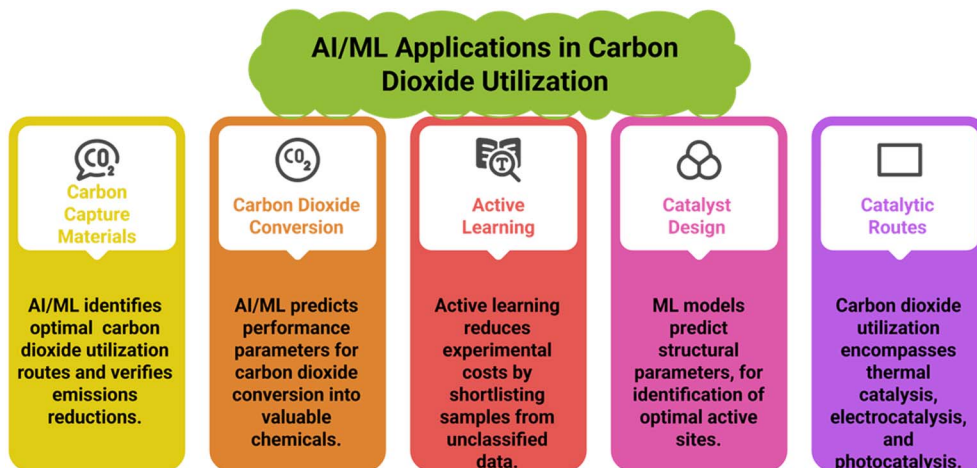 AI/ML Applications in Carbon
Dioxide Utilization
CO2
Carbon
Capture
Materials
AI/ML identifies
optimal carbon
dioxide utilization
routes and verifies
emissions
reductions.
CO2
Carbon Dioxide
Conversion
AI/ML predicts
performance
parameters for
carbon dioxide
conversion into
valuable
chemicals.
T
Active
Learning
Active learning
reduces
experimental
costs by
shortlisting
samples from
unclassified
data.
Catalyst
Design
ML models
predict
structural
parameters, for
identification of
optimal active
sites.
Catalytic
Routes
Carbon dioxide
utilization
encompasses
thermal
catalysis,
electrocatalysis,
and
photocatalysis.